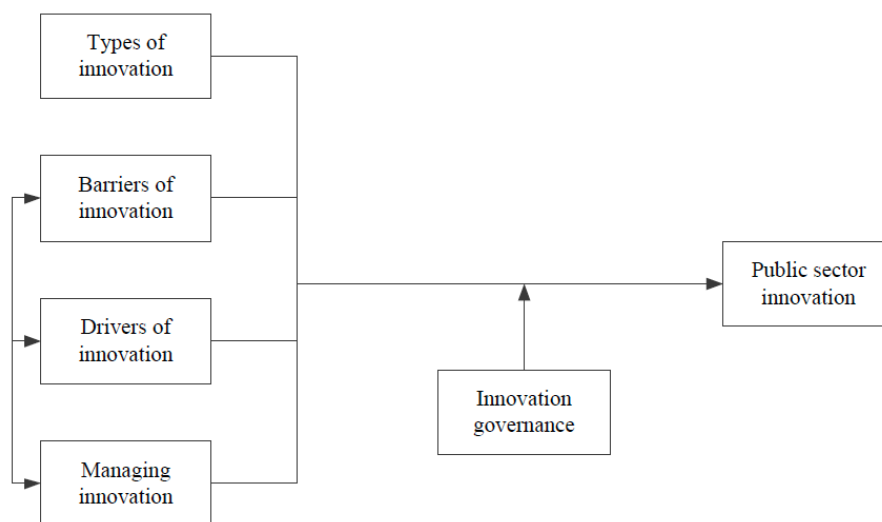 Types of
innovation
Barriers of
innovation
Drivers of
innovation
Managing
innovation
Innovation
governance
Public sector
innovation